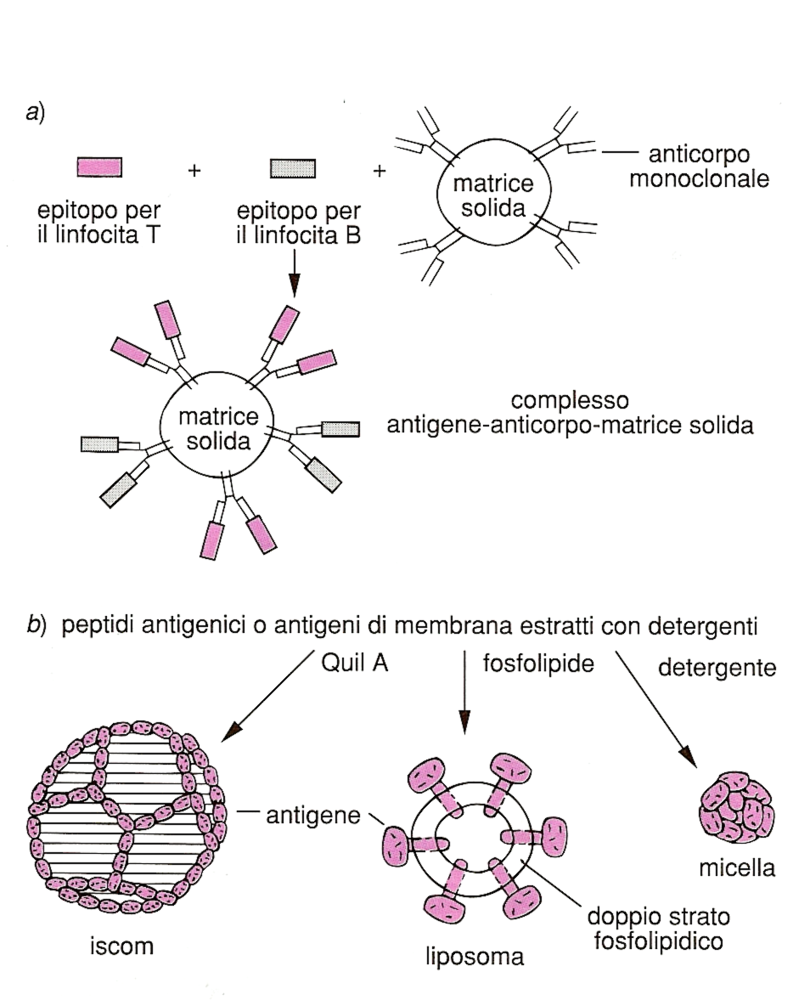 a)
+
+
matrice
solida
anticorpo
monoclonale
epitopo per
il linfocita T
epitopo per
il linfocita B
matrice
solida
complesso
antigene-anticorpo-matrice solida
b) peptidi antigenici o antigeni di membrana estratti con detergenti
Quil A
fosfolipide
detergente
antigene
micella
doppio strato
fosfolipidico
iscom
liposoma